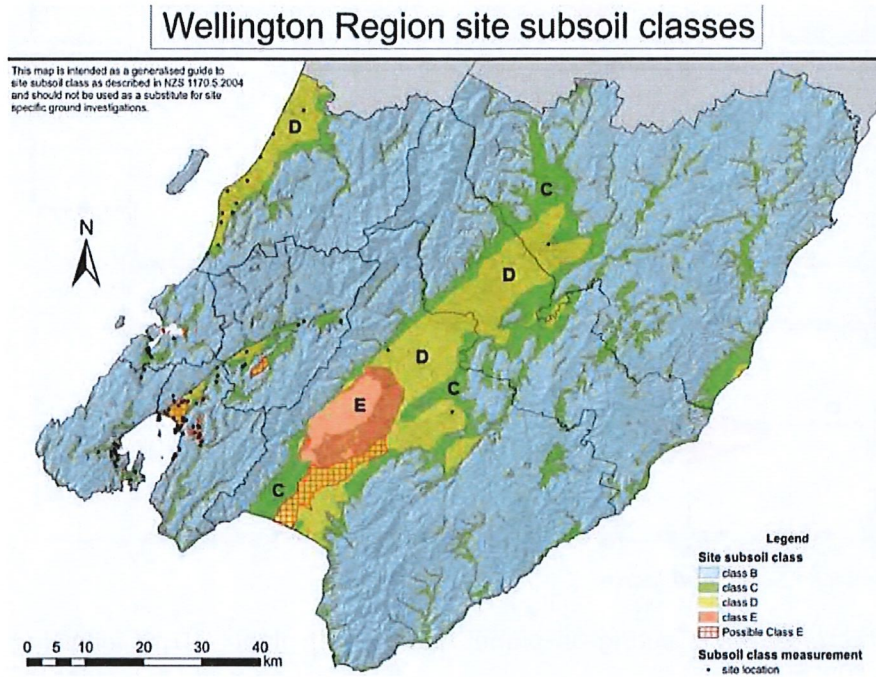 Wellington Region site subsoil classes
This map is intended as a generalised guide to
site subsoil class as described in NZS 1170.5:2004
and should not be used as a substitute for site
specific ground investigations.
D
C
N
D
D
C
E
C
Legend
Site subsoil class
class B
class C
class D
class E
Possible Class E
Subsoil class measurement
site location
0 5 10 20 30 40
km